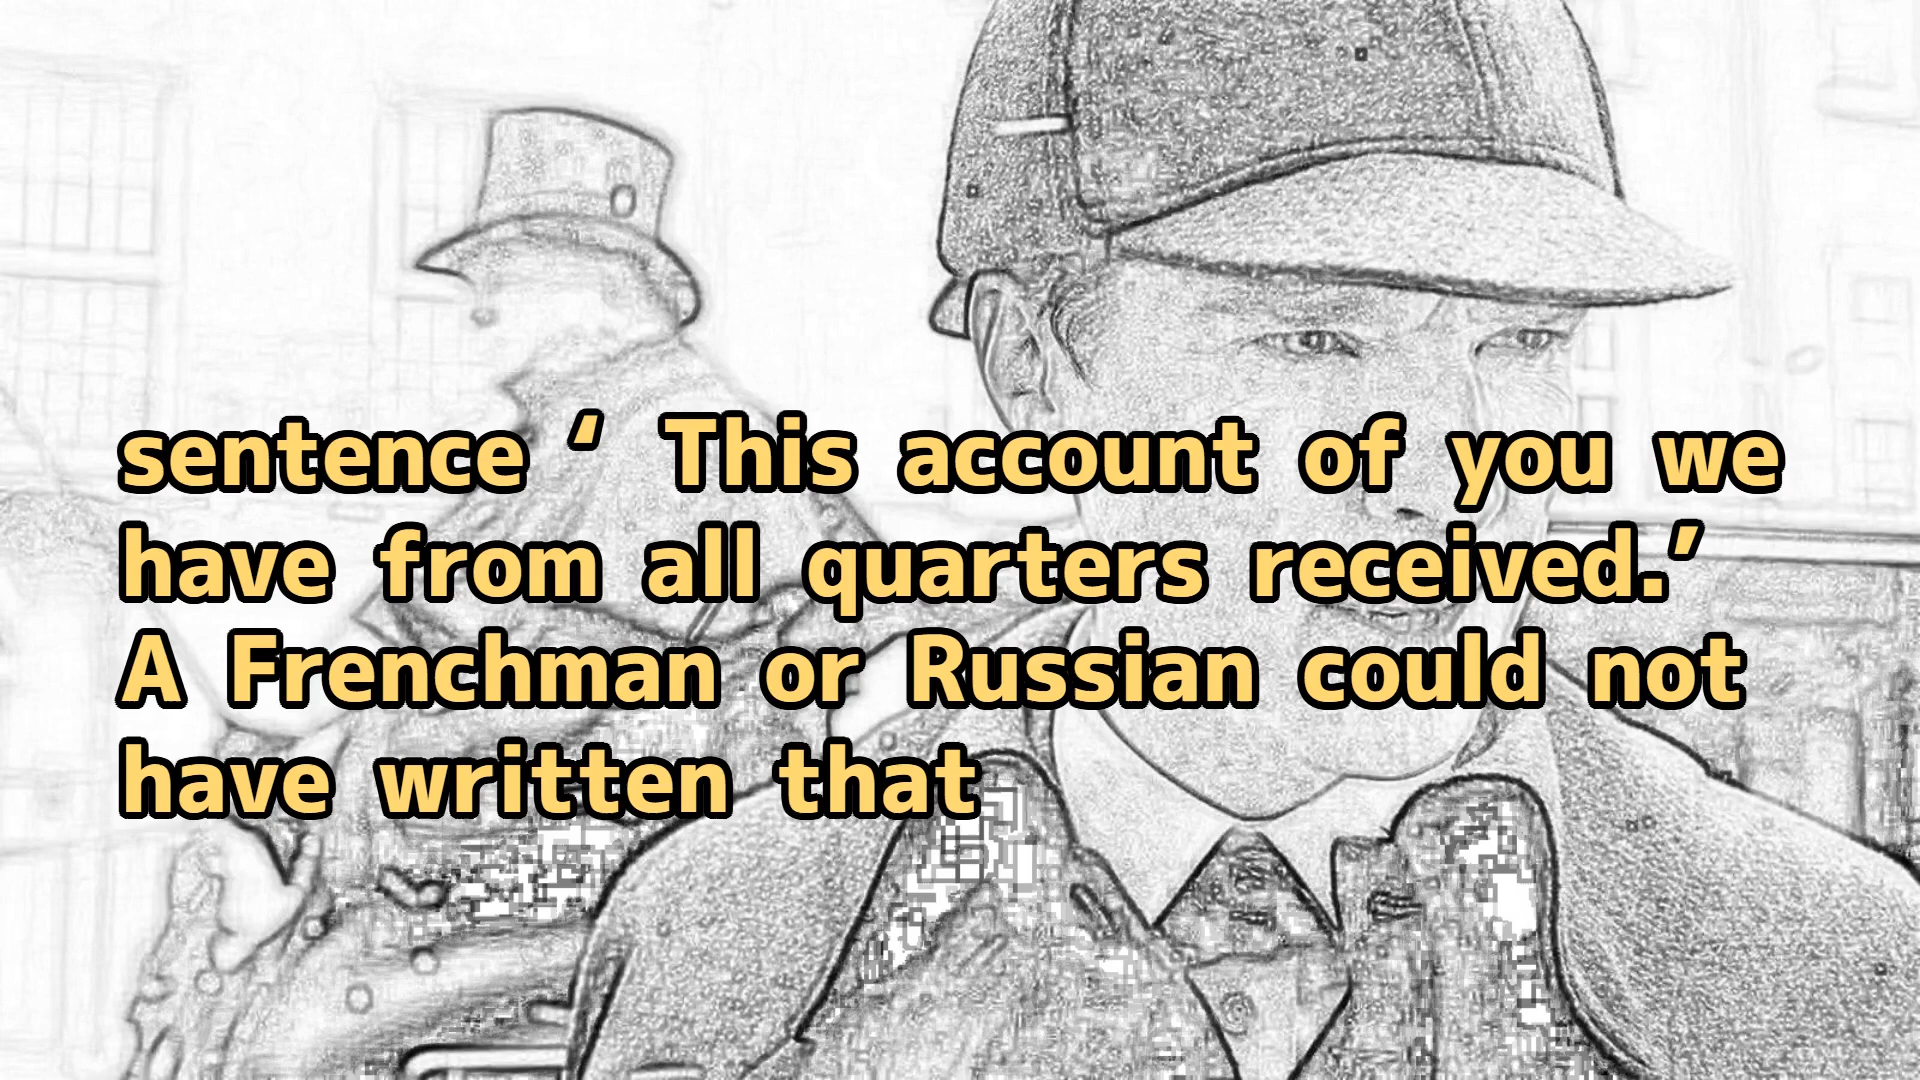 sentence ‘ This account of you we
have from all quarters received.’
A Frenchman or Russian could not
have written that